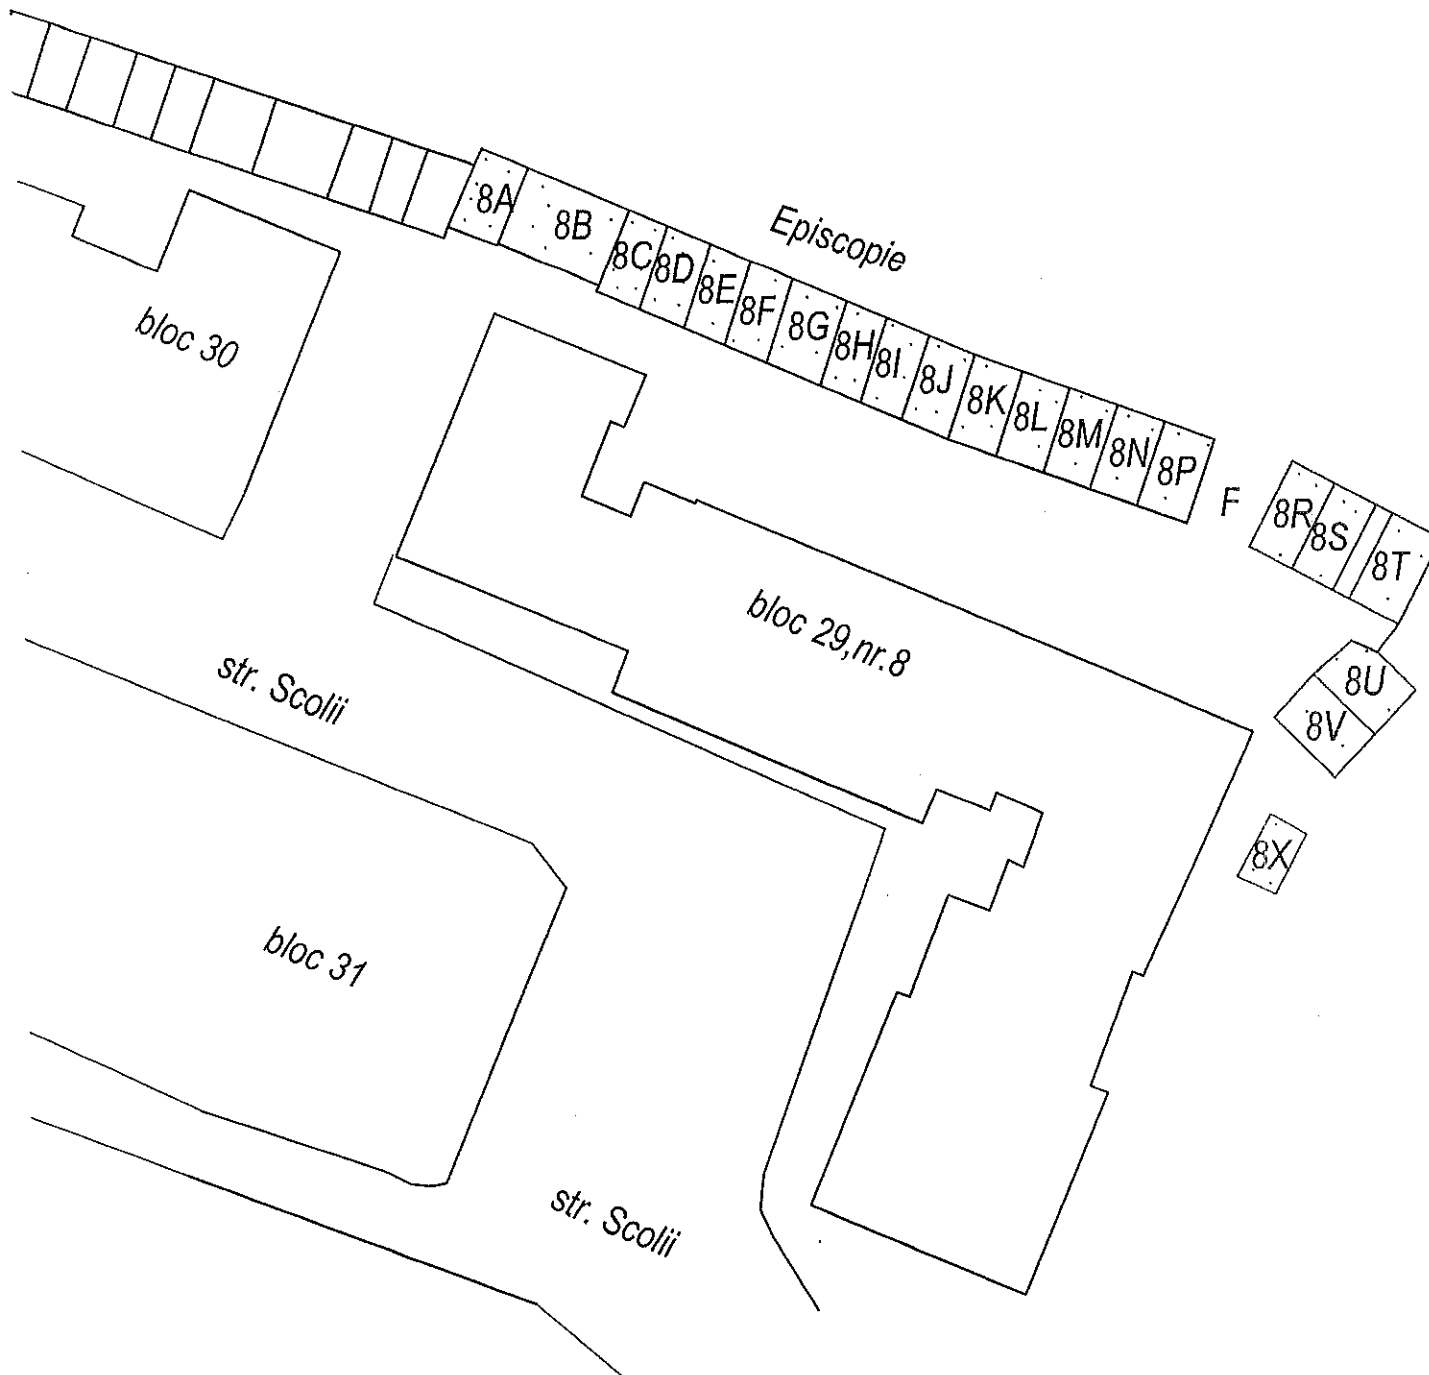 8A
8B
Episcopie
8C
8D
8E
8F
8G
8H
8I
8J
8K
8L
8M
8N
8P
F
8R
8S
8T
bloc 30
bloc 29,nr.8
8U
8V
str. Scolii
8X
bloc 31
str. Scolii